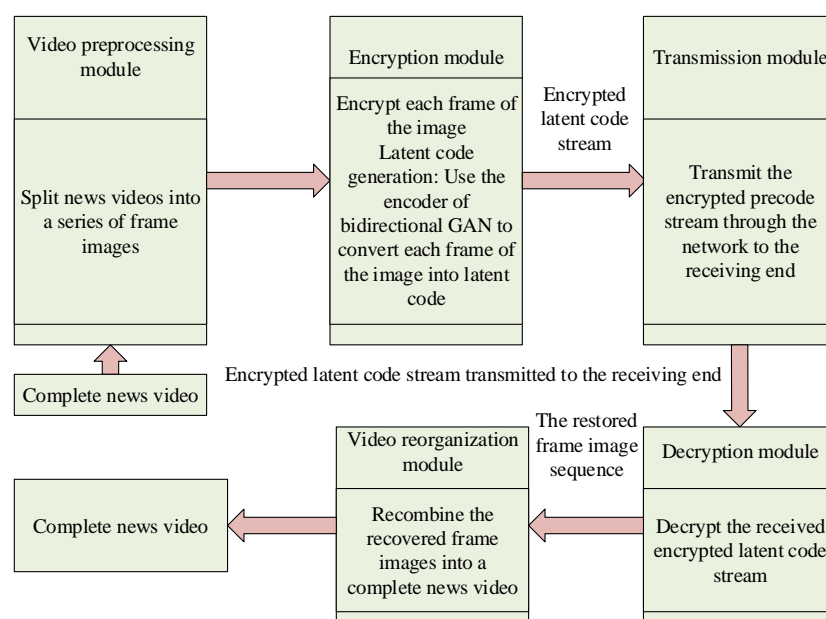 Video preprocessing
module
Split news videos into
a series of frame
images
Complete news video
Encryption module
Encrypt each frame of
the image
Latent code
generation: Use the
encoder of
bidirectional GAN to
convert each frame of
the image into latent
code
Encrypted
latent code
stream
Transmission module
Transmit the
encrypted precode
stream through the
network to the
receiving end
Encrypted latent code stream transmitted to the receiving end
Decryption module
Decrypt the received
encrypted latent code
stream
The restored
frame image
sequence
Video reorganization
module
Recombine the
recovered frame
images into a
complete news video
Complete news video